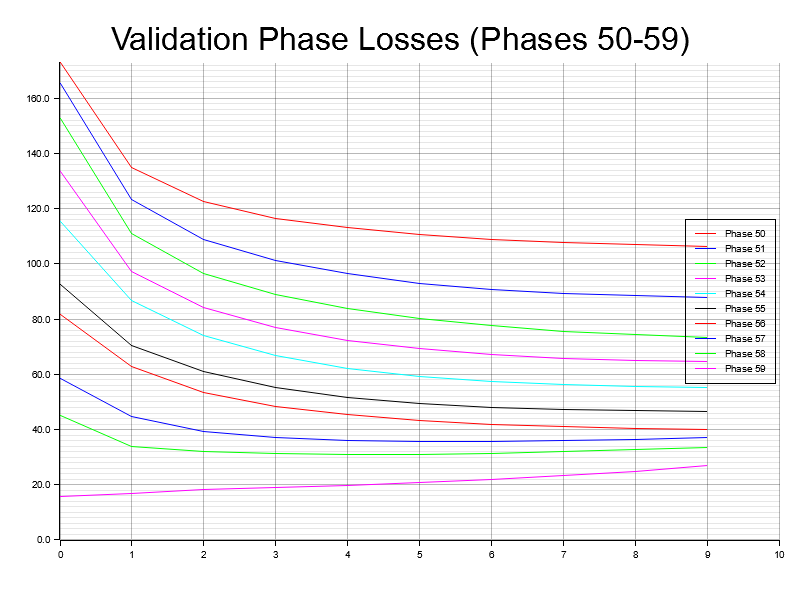 Validation Phase Losses (Phases 50-59)
160.0
140.0
120.0
100.0
80.0
60.0
40.0
20.0
0.0
0 1 2 3 4 5 6 7 8 9 10
Phase 50
Phase 51
Phase 52
Phase 53
Phase 54
Phase 55
Phase 56
Phase 57
Phase 58
Phase 59